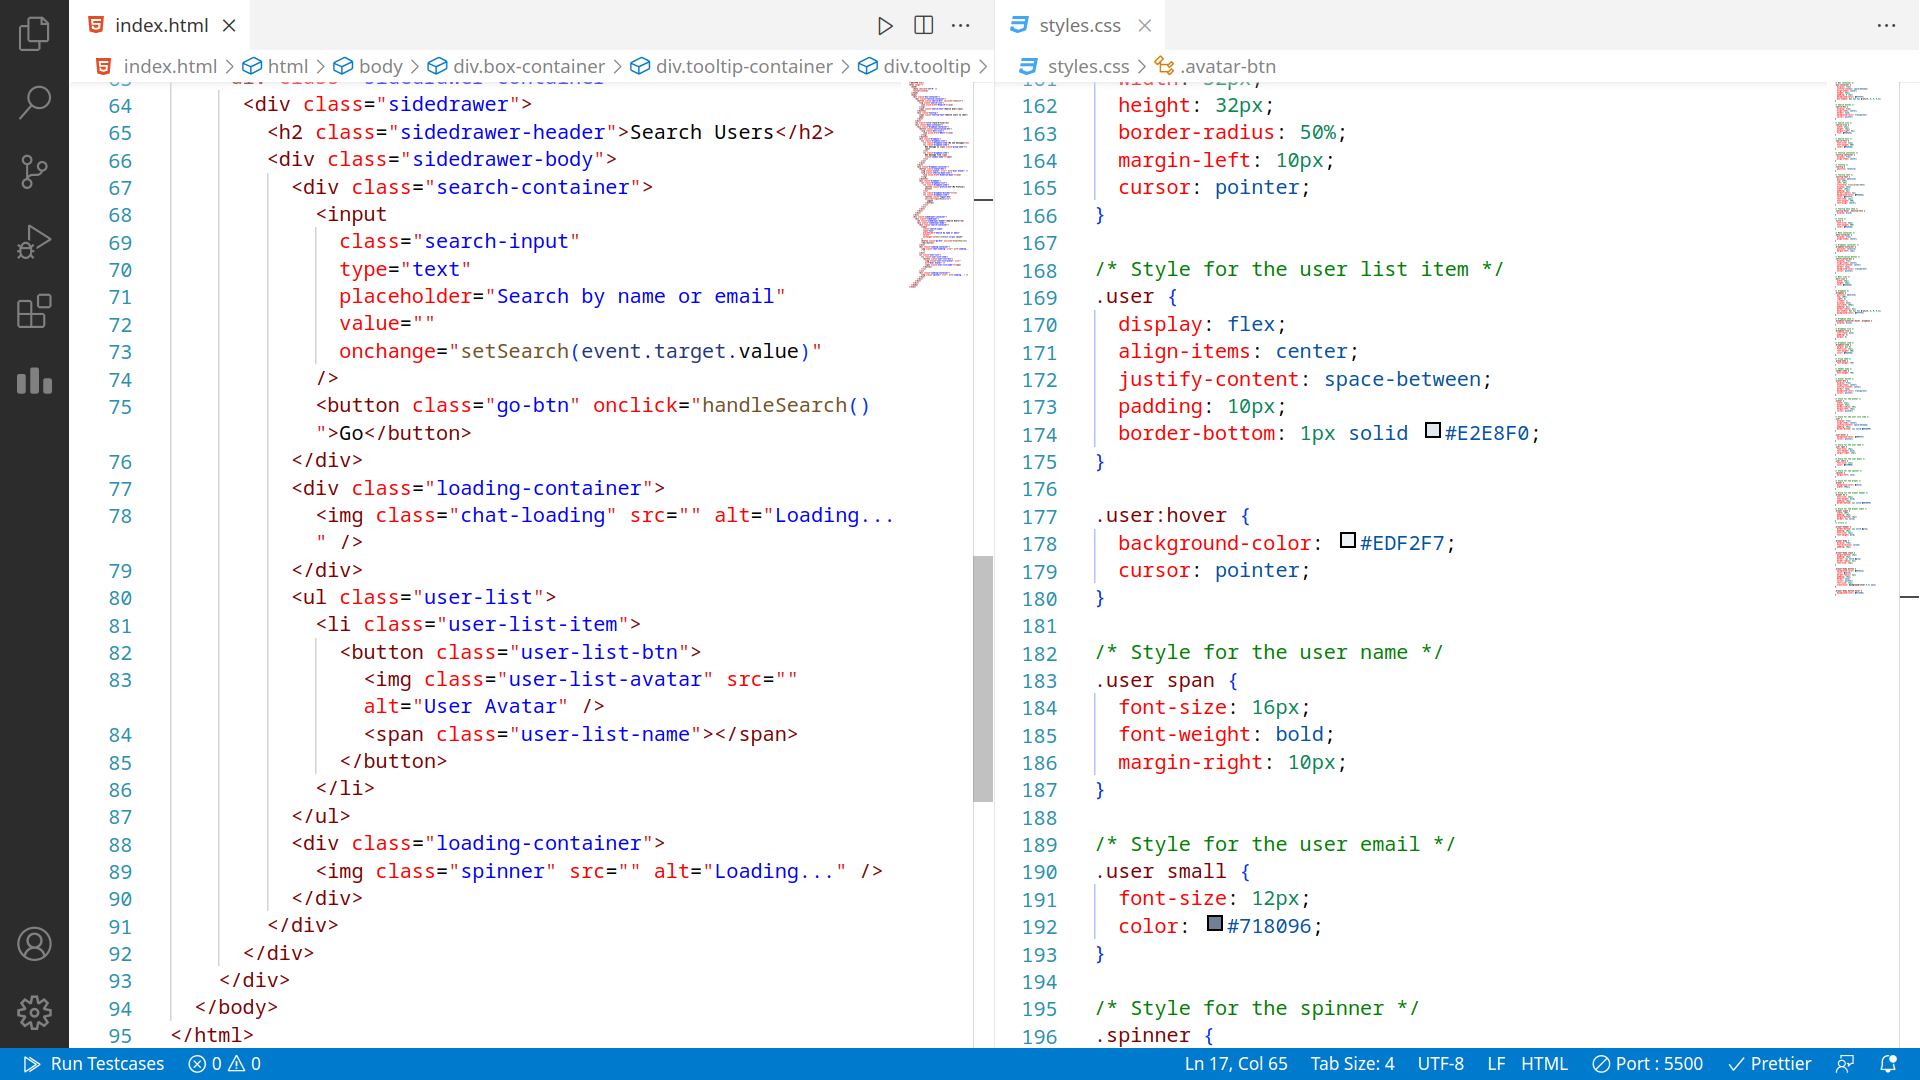 index.html
index.html > html > body > div.box-container > div.tooltip-container > div.tooltip >
64 <div class="sidedrawer">
65 <h2 class="sidedrawer-header">Search Users</h2>
66 <div class="sidedrawer-body">
67 <div class="search-container">
68 <input
69 class="search-input"
70 type="text"
71 placeholder="Search by name or email"
72 value=""
73 onchange="setSearch(event.target.value)"
74 />
75 <button class="go-btn" onclick="handleSearch()
">Go</button>
76 </div>
77 <div class="loading-container">
78 <img class="chat-loading" src="" alt="Loading...
" />
79 </div>
80 <ul class="user-list">
81 <li class="user-list-item">
82 <button class="user-list-btn">
83 <img class="user-list-avatar" src=""
alt="User Avatar" />
84 <span class="user-list-name"></span>
85 </button>
86 </li>
87 </ul>
88 <div class="loading-container">
89 <img class="spinner" src="" alt="Loading..." />
90 </div>
91 </div>
92 </div>
93 </div>
94 </body>
95 </html>
styles.css
styles.css > .avatar-btn
161 width: 32px;
162 height: 32px;
163 border-radius: 50%;
164 margin-left: 10px;
165 cursor: pointer;
166 }
167
168 /* Style for the user list item */
169 .user {
170 display: flex;
171 align-items: center;
172 justify-content: space-between;
173 padding: 10px;
174 border-bottom: 1px solid #E2E8F0;
175 }
176
177 .user:hover {
178 background-color: #EDF2F7;
179 cursor: pointer;
180 }
181
182 /* Style for the user name */
183 .user span {
184 font-size: 16px;
185 font-weight: bold;
186 margin-right: 10px;
187 }
188
189 /* Style for the user email */
190 .user small {
191 font-size: 12px;
192 color: #718096;
193 }
194
195 /* Style for the spinner */
196 .spinner {
Run Testcases 0 0 Ln 17, Col 65 Tab Size: 4 UTF-8 LF HTML Port : 5500 Prettier